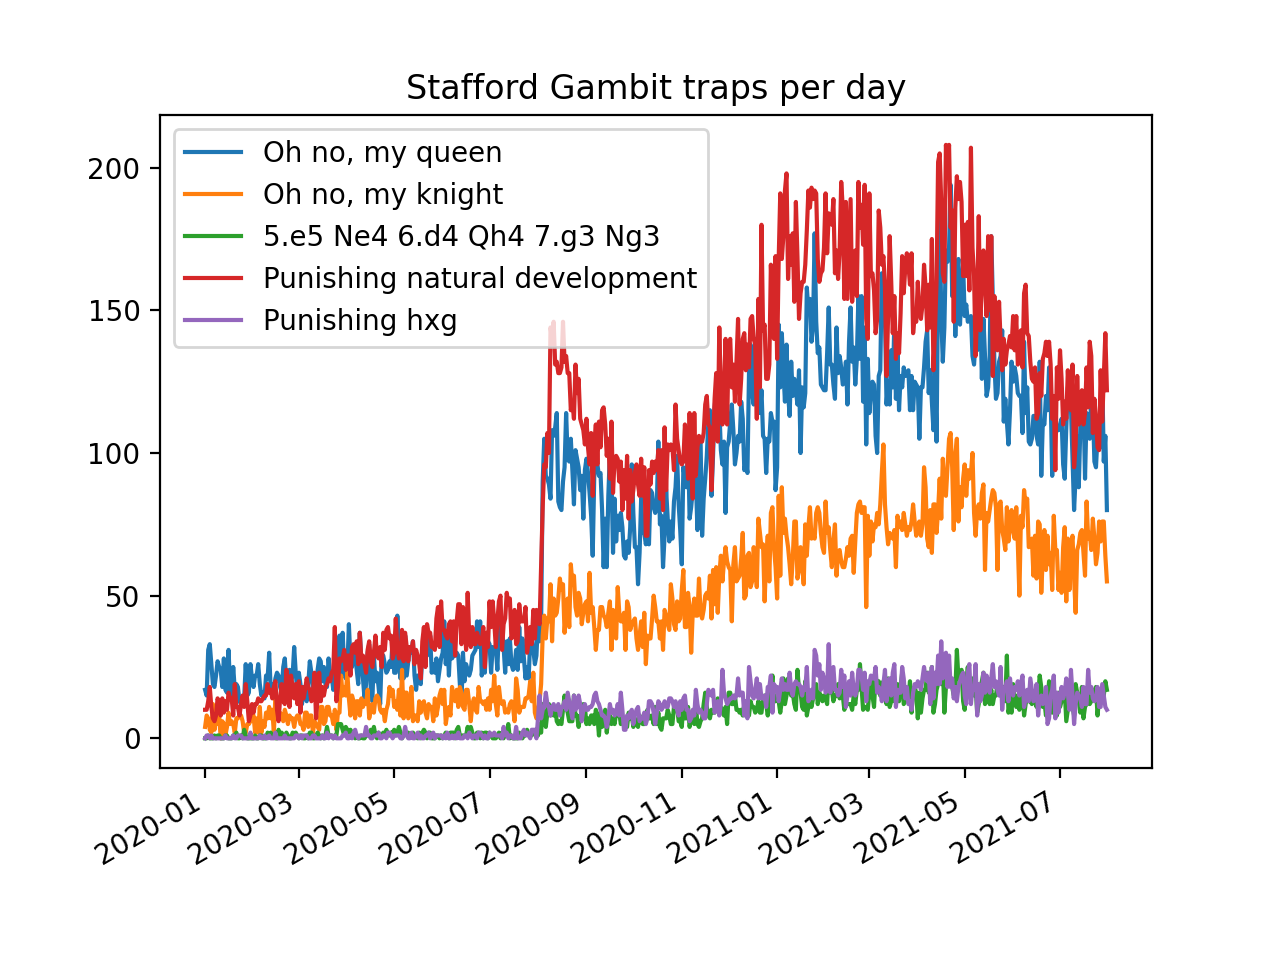 Stafford Gambit traps per day
Oh no, my queen
Oh no, my knight
5.e5 Ne4 6.d4 Qh4 7.g3 Ng3
Punishing natural development
Punishing hxg
200
150
100
50
0
2020-01
2020-03
2020-05
2020-07
2020-09
2020-11
2021-01
2021-03
2021-05
2021-07